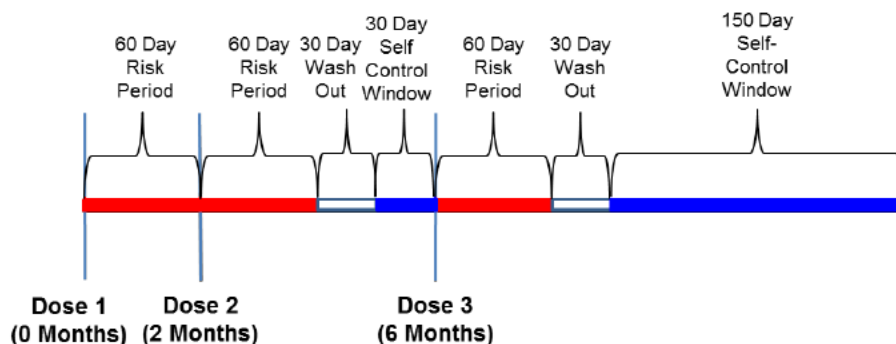 60 Day
Risk
Period
60 Day
Risk
Period
30 Day
Wash
Out
30 Day
Self
Control
Window
60 Day
Risk
Period
30 Day
Wash
Out
150 Day
Self-
Control
Window
Dose 1
(0 Months)
Dose 2
(2 Months)
Dose 3
(6 Months)